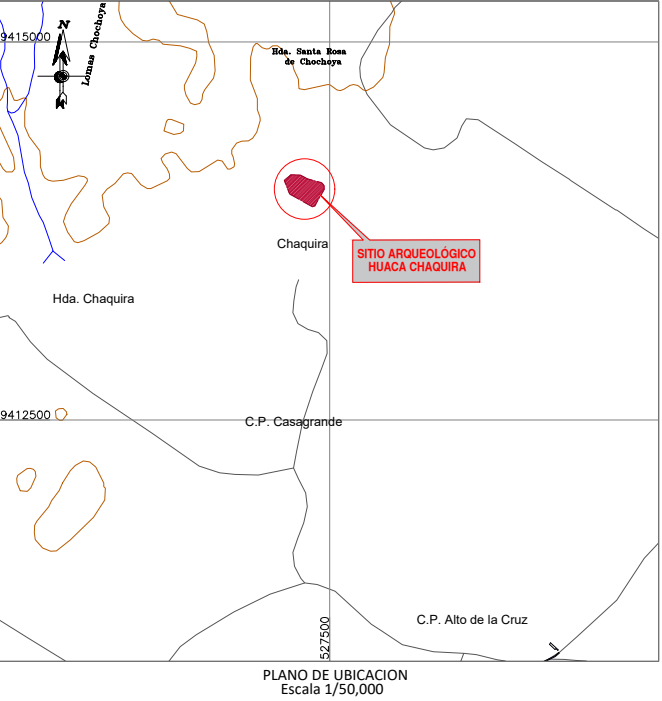 9415000
N
Lomas Chochoya
Hda. Santa Rosa
de Chochoya
Chaquira
SITIO ARQUEOLÓGICO
HUACA CHAQUIRA
Hda. Chaquira
9412500
C.P. Casagrande
527500
C.P. Alto de la Cruz
PLANO DE UBICACION
Escala 1/50,000